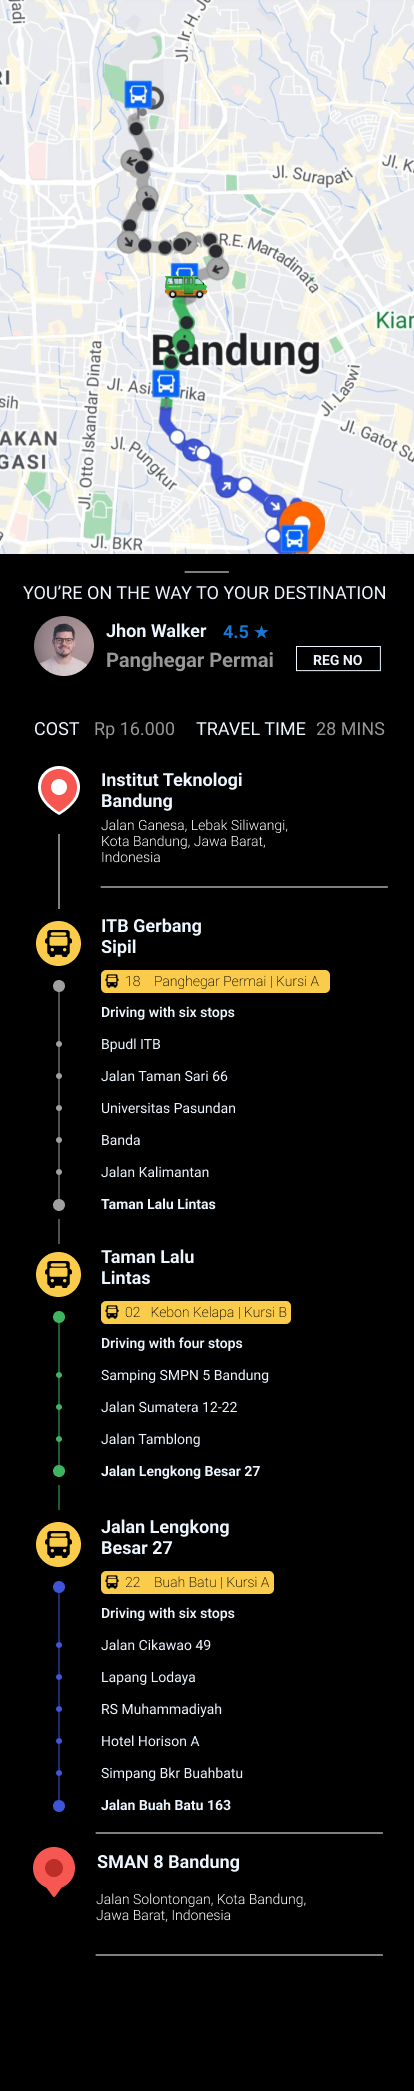 Jl. Ir. H. Ju
adi
RI
Jl. Surapati
Jl. K
R.E. Martadinata
Kiar
Bandung
Jl. Asia Afrika
Jl. Otto Iskandar Dinata
Jl. Laswi
sih
AKAN
GASI
Jl. Pungkur
Jl. Gatot Su
Jl. BKR
YOU’RE ON THE WAY TO YOUR DESTINATION
Jhon Walker 4.5 ★
Panghegar Permai REG NO
COST Rp 16.000 TRAVEL TIME 28 MINS
Institut Teknologi
Bandung
Jalan Ganesa, Lebak Siliwangi,
Kota Bandung, Jawa Barat,
Indonesia
ITB Gerbang
Sipil
18 Panghegar Permai | Kursi A
Driving with six stops
Bpudl ITB
Jalan Taman Sari 66
Universitas Pasundan
Banda
Jalan Kalimantan
Taman Lalu Lintas
Taman Lalu
Lintas
02 Kebon Kelapa | Kursi B
Driving with four stops
Samping SMPN 5 Bandung
Jalan Sumatera 12-22
Jalan Tamblong
Jalan Lengkong Besar 27
Jalan Lengkong
Besar 27
22 Buah Batu | Kursi A
Driving with six stops
Jalan Cikawao 49
Lapang Lodaya
RS Muhammadiyah
Hotel Horison A
Simpang Bkr Buahbatu
Jalan Buah Batu 163
SMAN 8 Bandung
Jalan Solontongan, Kota Bandung,
Jawa Barat, Indonesia